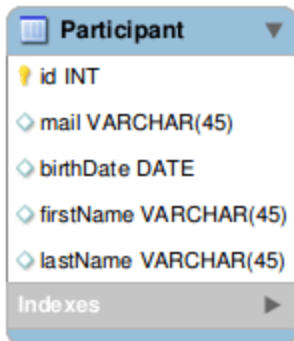 Participant
id INT
mail VARCHAR(45)
birthDate DATE
firstName VARCHAR(45)
lastName VARCHAR(45)
Indexes